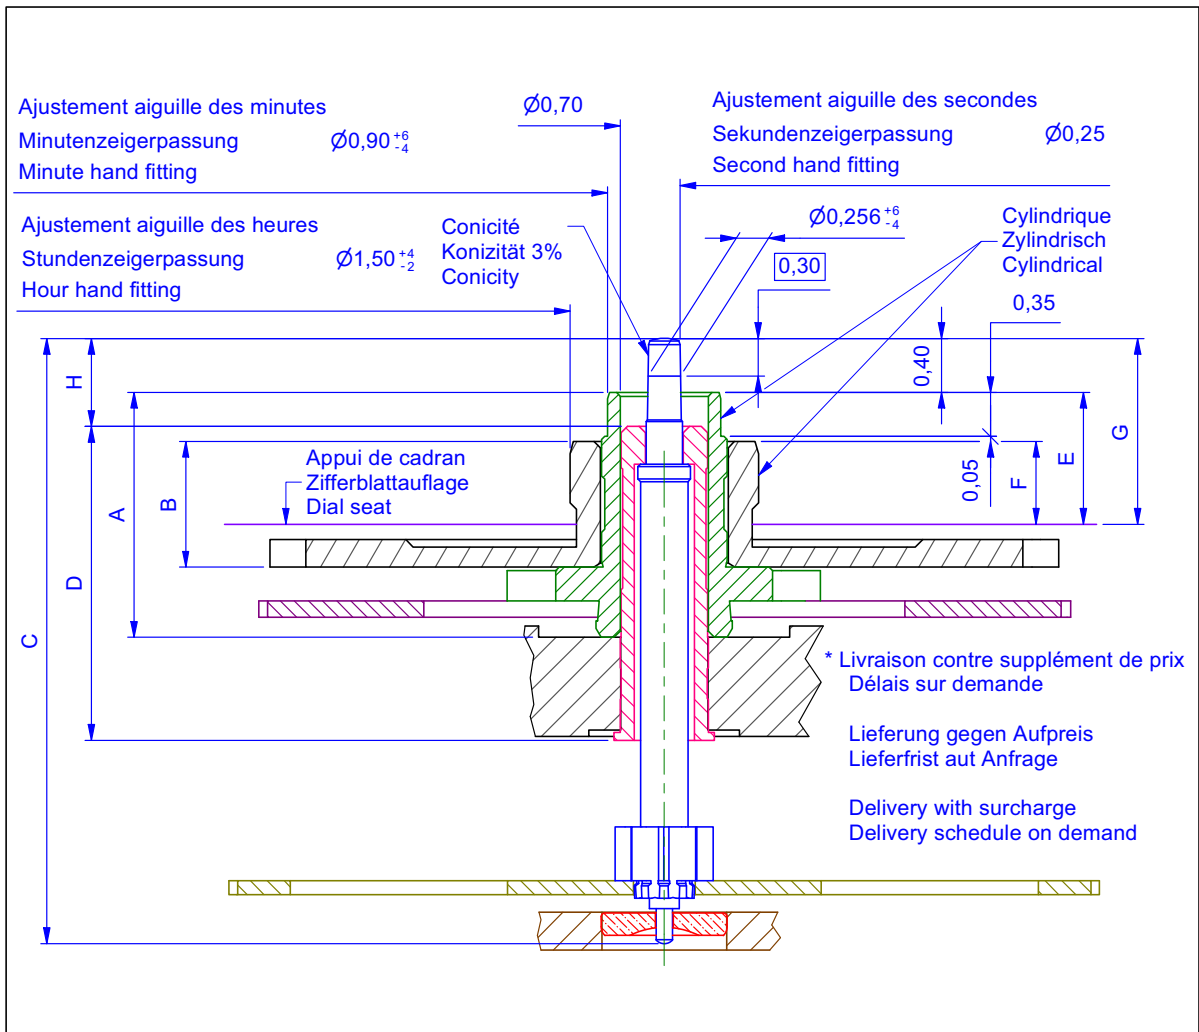 Ajustement aiguille des minutes
Minutenzeigerpassung Ø0,90 +6 -4
Minute hand fitting
Ø0,70
Ajustement aiguille des secondes
Sekundenzeigerpassung Ø0,25
Second hand fitting
Ajustement aiguille des heures
Stundenzeigerpassung Ø1,50 +4 -2
Hour hand fitting
Conicité
Konizität 3%
Conicity
Ø0,256 +6 -4
0,30
Cylindrique
Zylindrisch
Cylindrical
0,35
0,40
H
G
E
0,05
F
A
B
Appui de cadran
Zifferblattauflage
Dial seat
D
C
* Livraison contre supplément de prix
Délais sur demande
Lieferung gegen Aufpreis
Lieferfrist aut Anfrage
Delivery with surcharge
Delivery schedule on demand